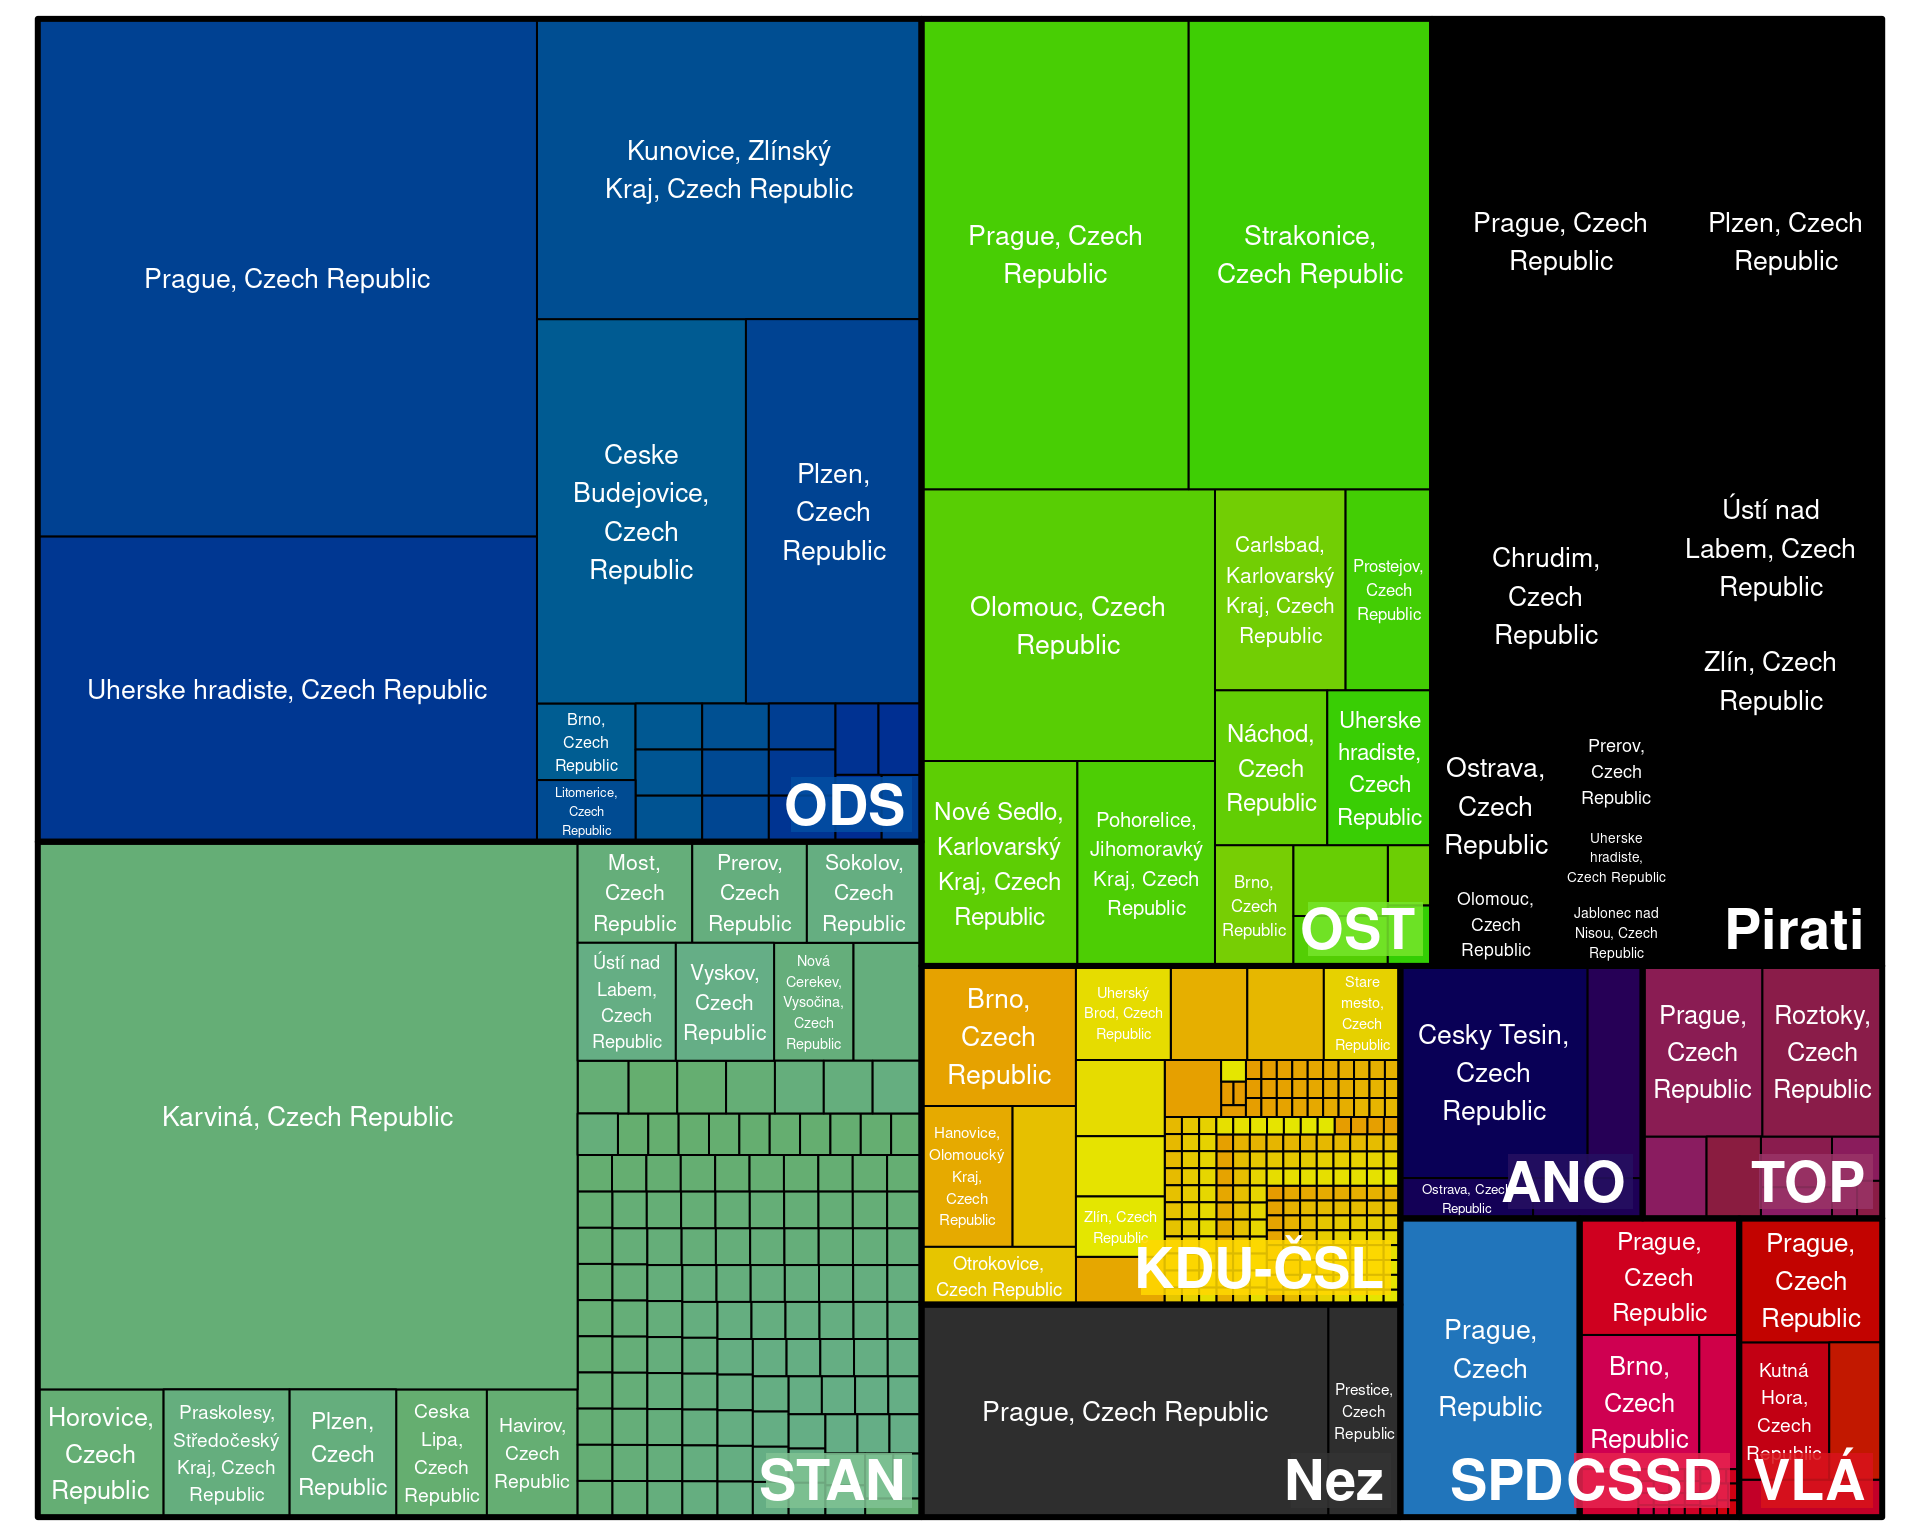 Prague, Czech Republic
Kunovice, Zlínský
Kraj, Czech Republic
Uherske hradiste, Czech Republic
Ceske
Budejovice,
Czech
Republic
Plzen,
Czech
Republic
Brno,
Czech
Republic
Litomerice,
Czech
Republic
ODS
Karviná, Czech Republic
Horovice,
Czech
Republic
Praskolesy,
Středočeský
Kraj, Czech
Republic
Plzen,
Czech
Republic
Ceska
Lipa,
Czech
Republic
Havirov,
Czech
Republic
Most,
Czech
Republic
Prerov,
Czech
Republic
Sokolov,
Czech
Republic
Ústí nad
Labem,
Czech
Republic
Vyskov,
Czech
Republic
Nová
Cerekev,
Vysočina,
Czech
Republic
STAN
Prague, Czech
Republic
Strakonice,
Czech Republic
Olomouc, Czech
Republic
Carlsbad,
Karlovarský
Kraj, Czech
Republic
Prostejov,
Czech
Republic
Nové Sedlo,
Karlovarský
Kraj, Czech
Republic
Pohorelice,
Jihomoravký
Kraj, Czech
Republic
Náchod,
Czech
Republic
Uherske
hradiste,
Czech
Republic
Brno,
Czech
Republic
OST
Prague, Czech
Republic
Plzen, Czech
Republic
Chrudim,
Czech
Republic
Ústí nad
Labem, Czech
Republic
Zlín, Czech
Republic
Ostrava,
Czech
Republic
Prerov,
Czech
Republic
Uherske
hradiste,
Czech Republic
Olomouc,
Czech
Republic
Jablonec nad
Nisou, Czech
Republic
Pirati
Brno,
Czech
Republic
Uherský
Brod, Czech
Republic
Stare
mesto,
Czech
Republic
Hanovice,
Olomoucký
Kraj,
Czech
Republic
Zlín, Czech
Republic
Otrokovice,
Czech Republic
KDU-ČSL
Prague, Czech Republic
Prestice,
Czech
Republic
Nez
Cesky Tesin,
Czech
Republic
Ostrava, Czech
Republic
ANO
Prague,
Czech
Republic
Roztoky,
Czech
Republic
TOP
Prague,
Czech
Republic
SPD
Prague,
Czech
Republic
Brno,
Czech
Republic
CSSD
Prague,
Czech
Republic
Kutná
Hora,
Czech
Republic
VLÁ